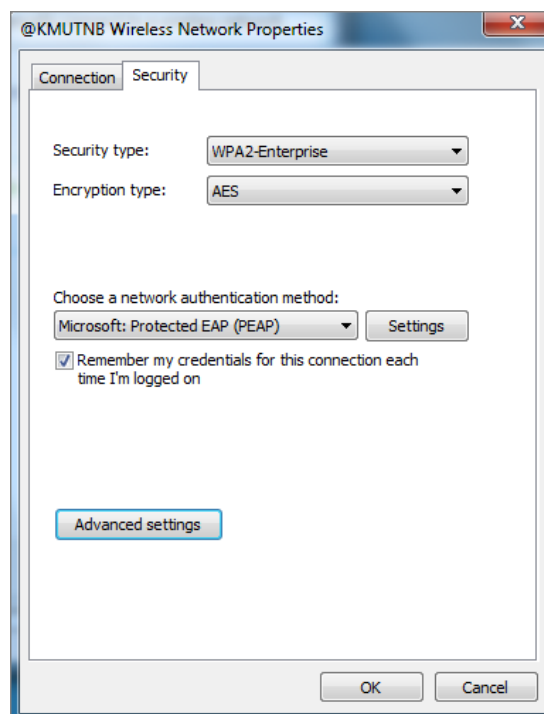 @KMUTNB Wireless Network Properties
Connection
Security
Security type:
WPA2-Enterprise
Encryption type:
AES
Choose a network authentication method:
Microsoft: Protected EAP (PEAP)
Settings
Remember my credentials for this connection each
time I'm logged on
Advanced settings
OK
Cancel